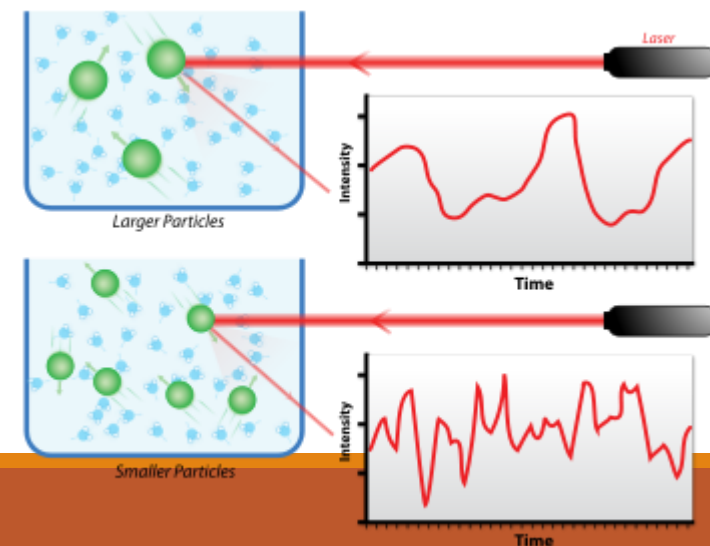 Laser
Intensity
Time
Larger Particles
Intensity
Time
Smaller Particles